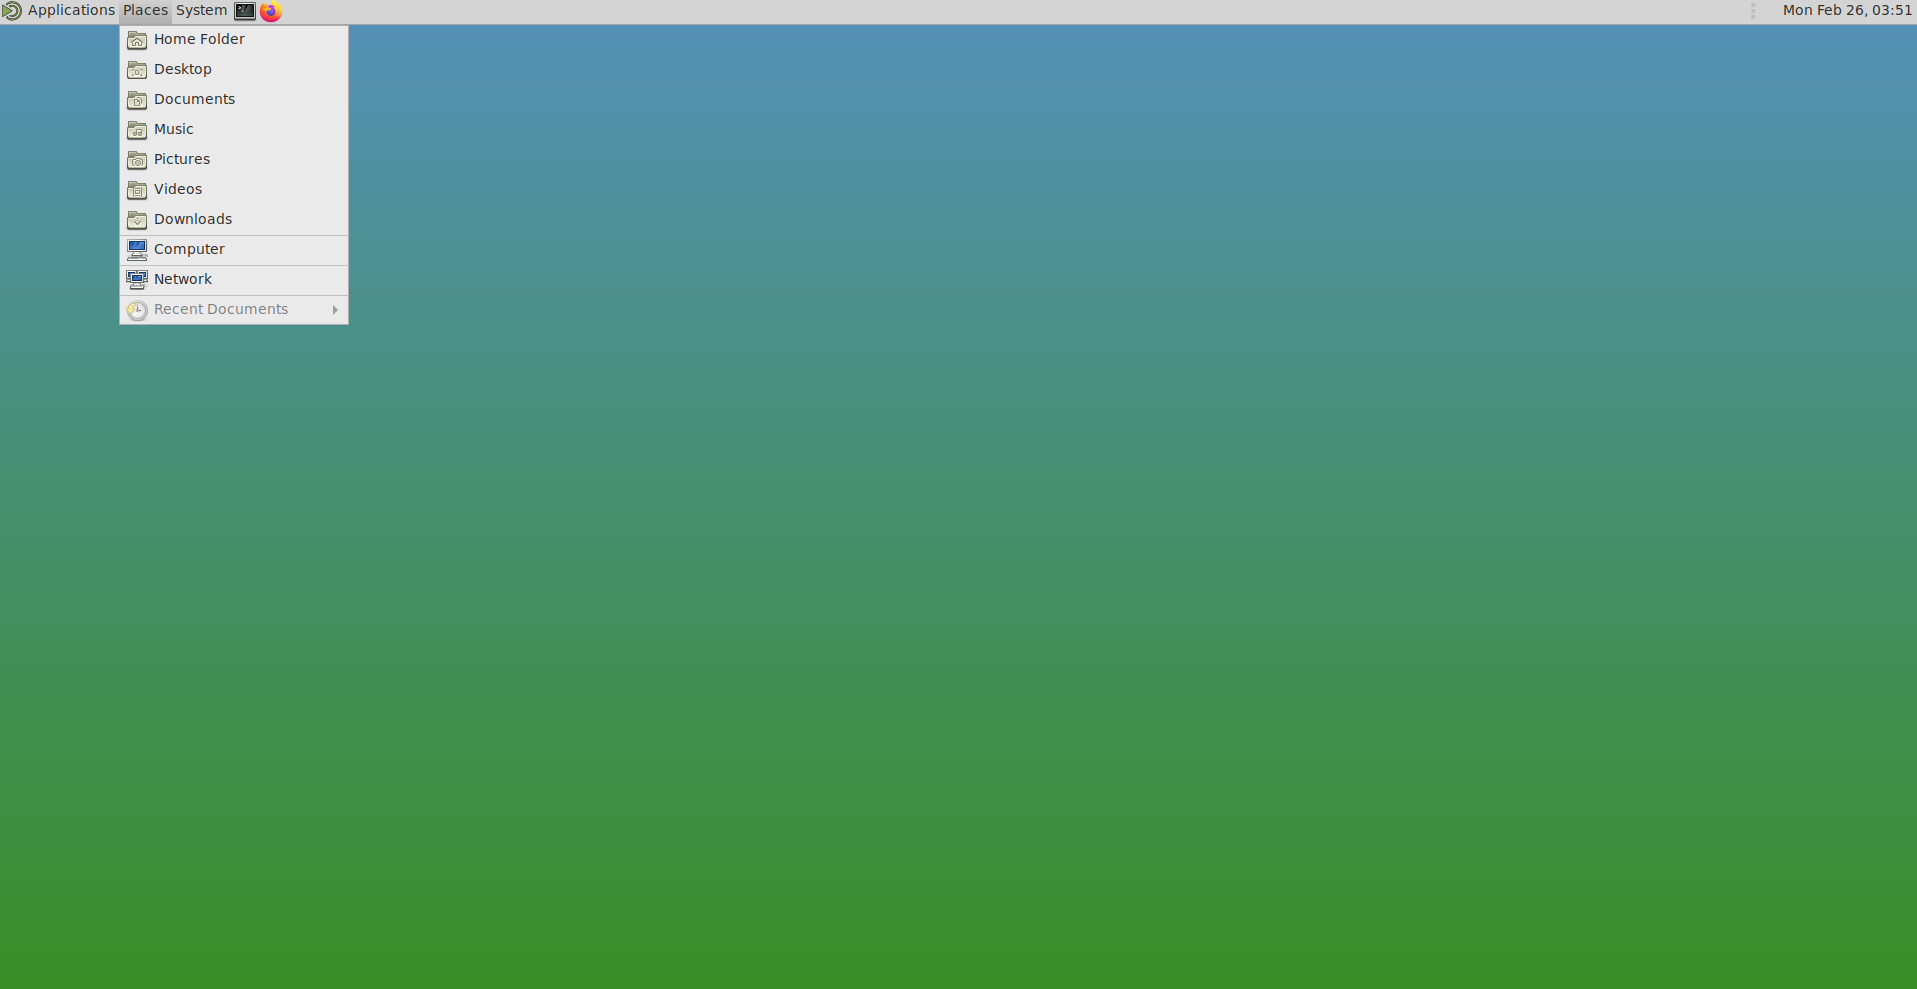 Applications Places System Mon Feb 26, 03:51
Home Folder
Desktop
Documents
Music
Pictures
Videos
Downloads
Computer
Network
Recent Documents